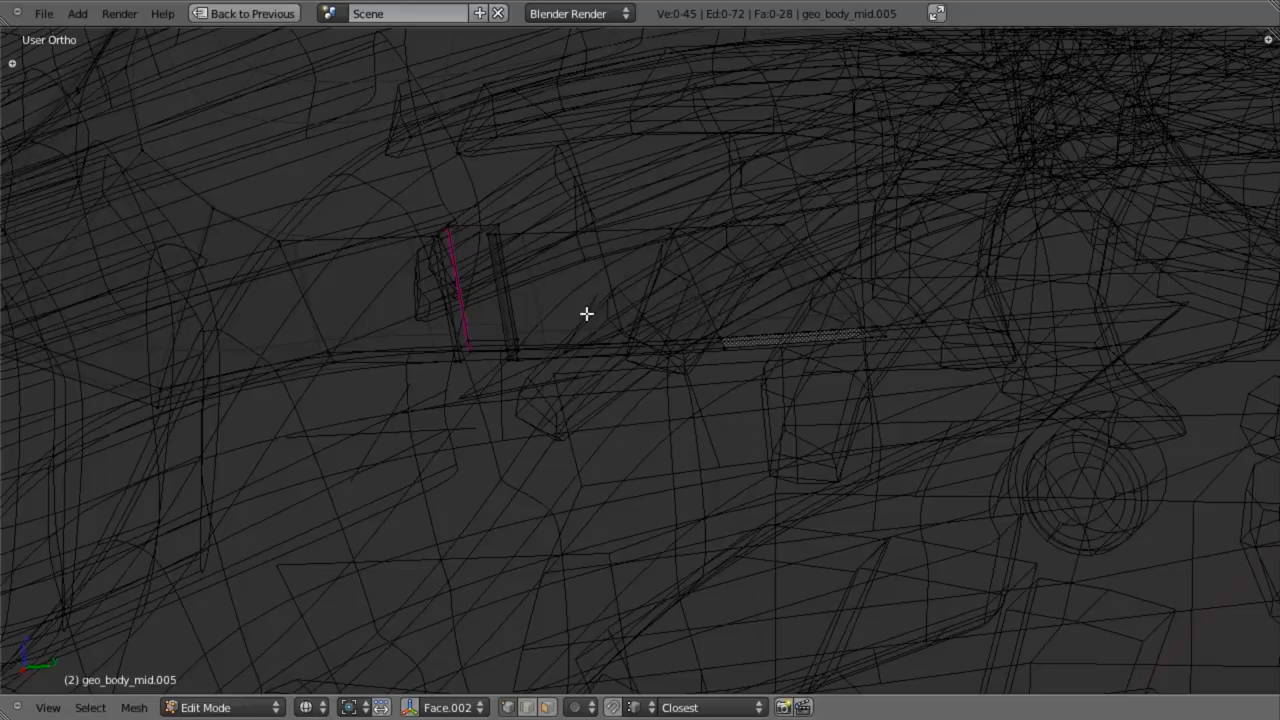 File Add Render Help Back to Previous Scene Blender Render Ve:0-45 | Ed:0-72 | Fa:0-28 | geo_body_mid.005
User Ortho
(2) geo_body_mid.005
View Select Mesh Edit Mode Face.002 Closest